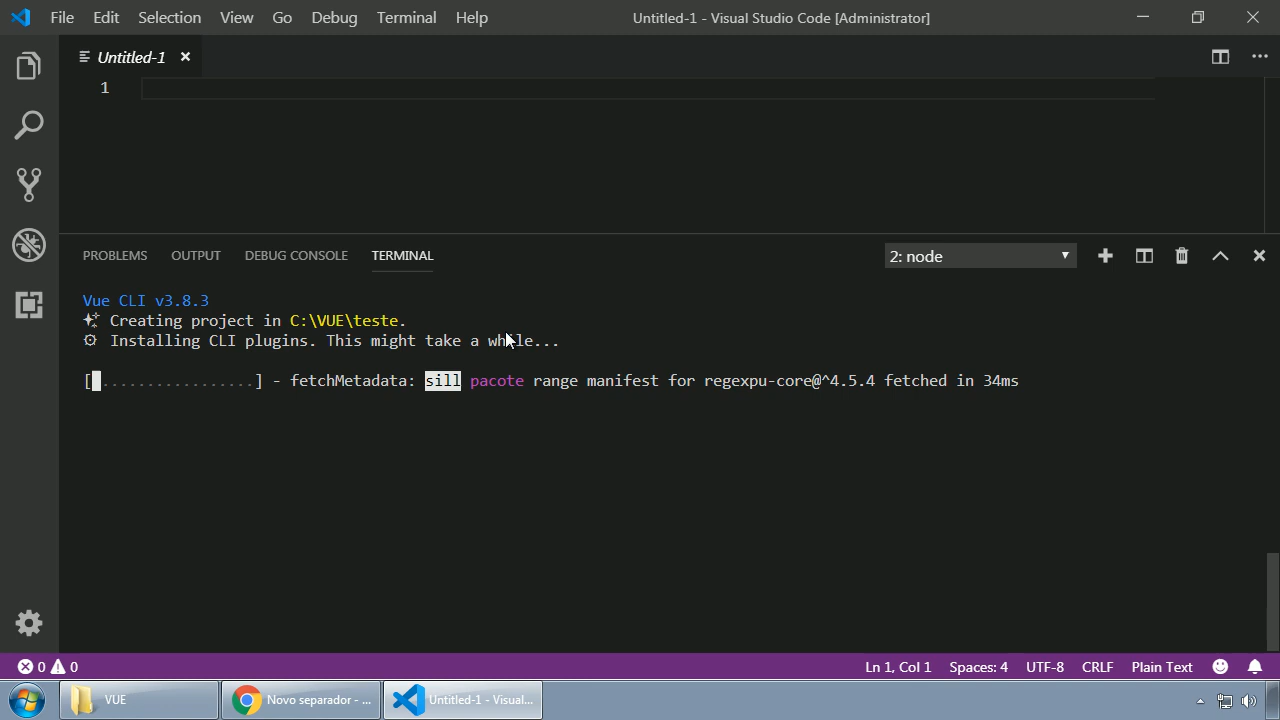 File Edit Selection View Go Debug Terminal Help Untitled-1 - Visual Studio Code [Administrator]
Untitled-1
1
PROBLEMS OUTPUT DEBUG CONSOLE TERMINAL 2: node
Vue CLI v3.8.3
Creating project in C:\VUE\teste.
Installing CLI plugins. This might take a while...
[ .................] - fetchMetadata: sill pacote range manifest for regexpu-core@^4.5.4 fetched in 34ms
0 0 Ln 1, Col 1 Spaces: 4 UTF-8 CRLF Plain Text
VUE Novo separador - ... Untitled-1 - Visual...